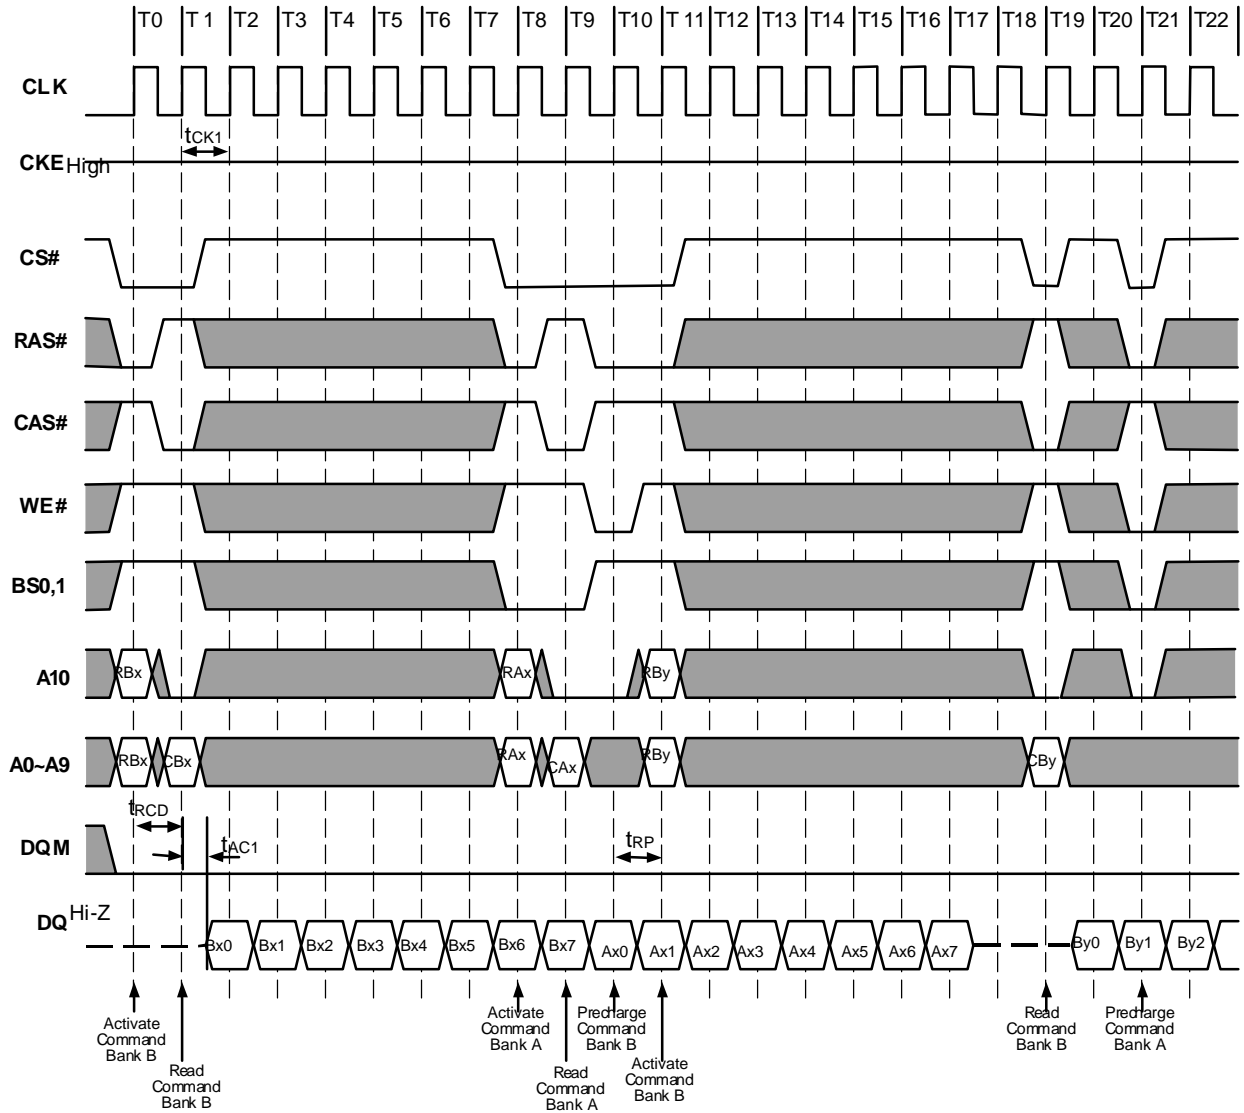 T0 T 1 T2 T3 T4 T5 T6 T7 T8 T9 T10 T 11 T12 T13 T14 T15 T16 T17 T18 T19 T20 T21 T22
CLK
tCK1
CKE High
CS#
RAS#
CAS#
WE#
BS0,1
A10 RBx RAx RBy
A0~A9 RBx CBx RAx CAx RBy CBy
tRCD
DQM tAC1 tRP
DQ Hi-Z
Bx0 Bx1 Bx2 Bx3 Bx4 Bx5 Bx6 Bx7 Ax0 Ax1 Ax2 Ax3 Ax4 Ax5 Ax6 Ax7 By0 By1 By2
Activate
Command
Bank B
Read
Command
Bank B
Activate
Command
Bank A
Read
Command
Bank A
Precharge
Command
Bank B
Activate
Command
Bank B
Read
Command
Bank B
Precharge
Command
Bank A